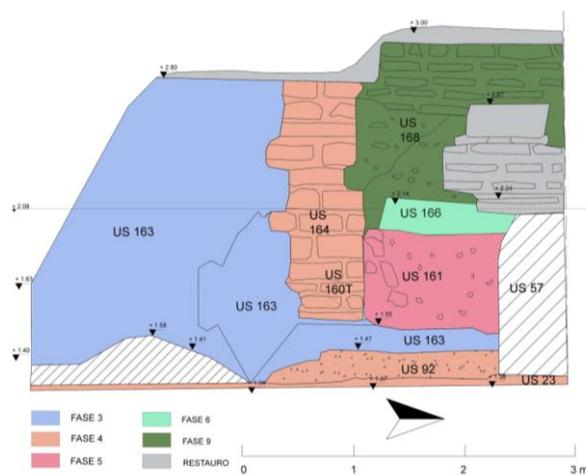 + 3.00
+ 2.80
+ 2.57
US
168
+ 2.24
+ 2.14
2.08
US 166
US 163
US
164
US
160T
US 161
US 57
+ 1.63
US 163
+ 1.55
+ 1.58
+ 1.41
+ 1.47
US 163
+ 1.40
US 92
US 23
FASE 3
FASE 4
FASE 5
FASE 6
FASE 9
RESTAURO
0 1 2 3 m